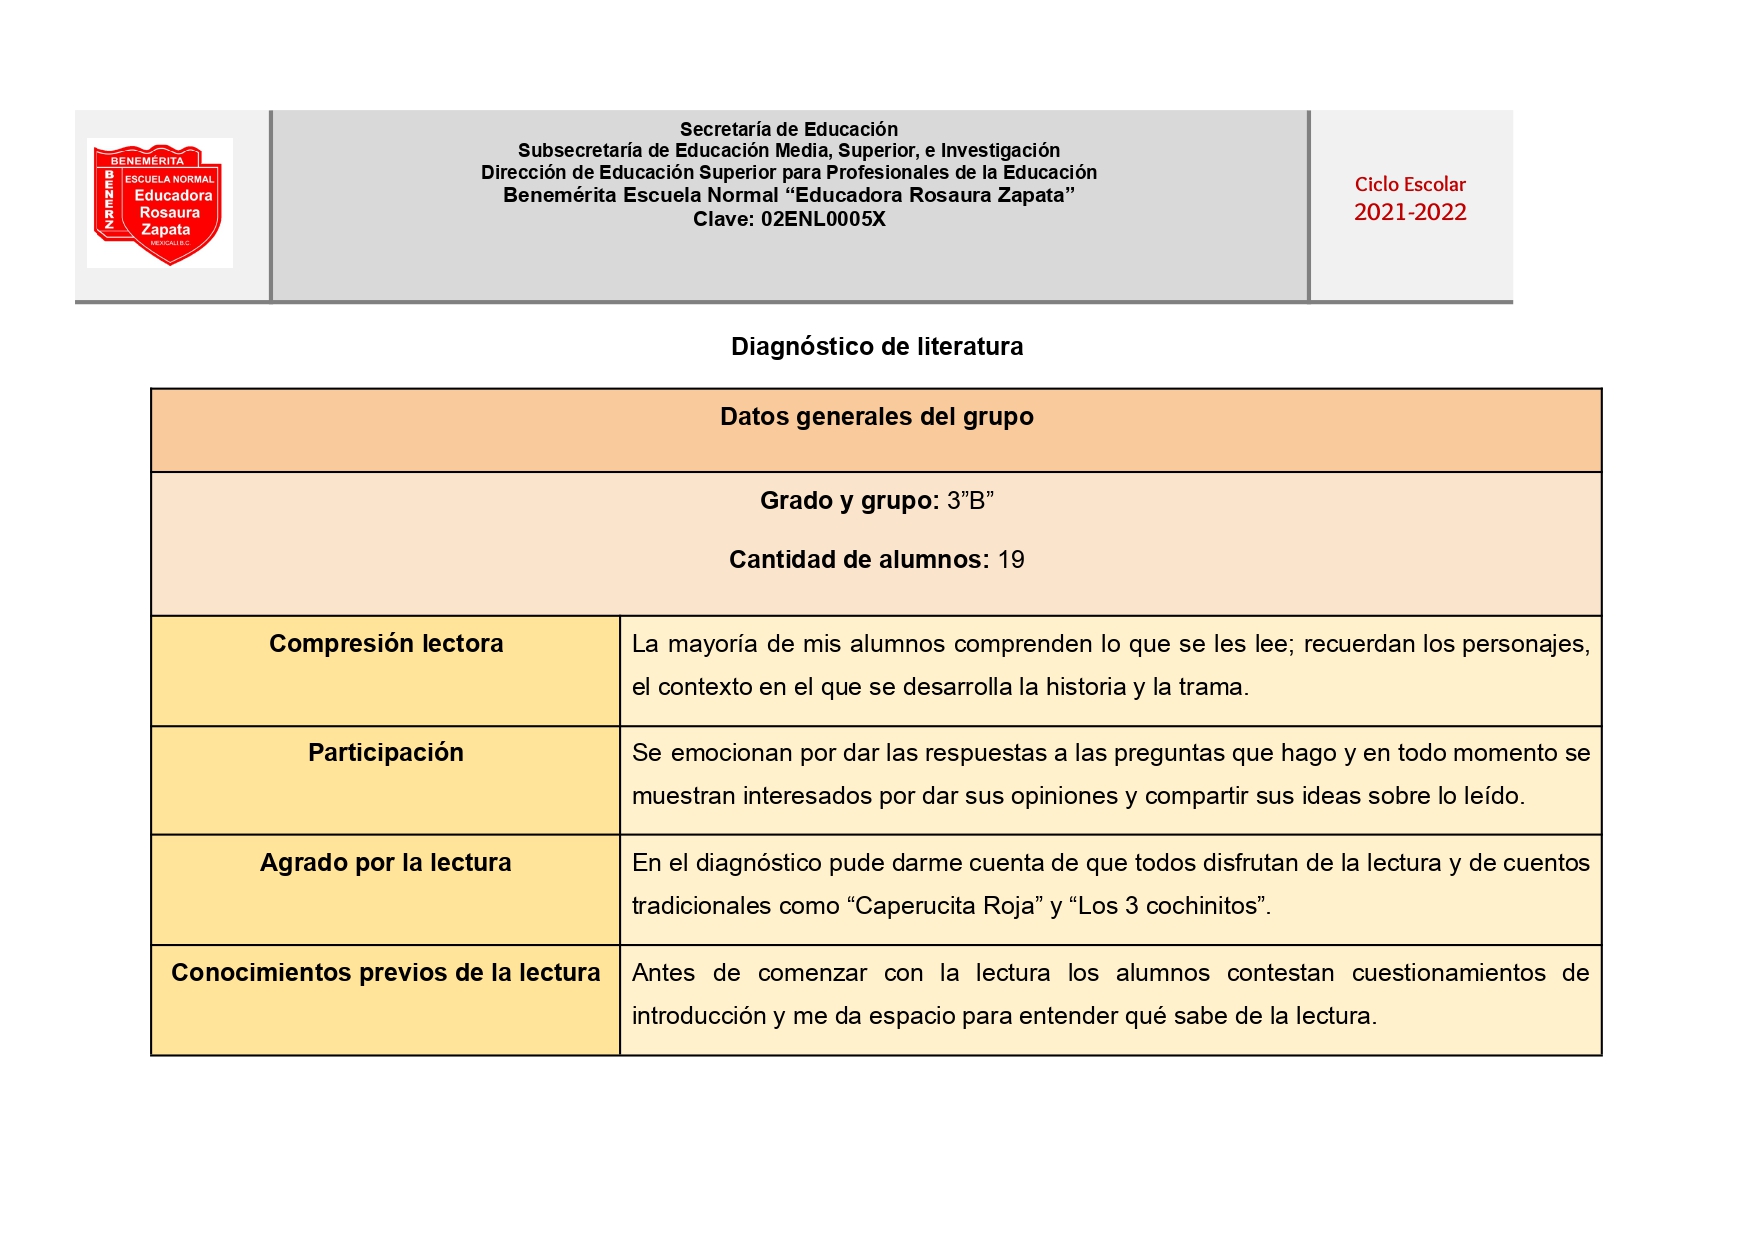 BENEMÉRITA
BENERZ
ESCUELA NORMAL
Educadora
Rosaura
Zapata
MEXICALI B.C.
Secretaría de Educación
Subsecretaría de Educación Media, Superior, e Investigación
Dirección de Educación Superior para Profesionales de la Educación
Benemérita Escuela Normal “Educadora Rosaura Zapata”
Clave: 02ENL0005X
Ciclo Escolar
2021-2022
Diagnóstico de literatura
Datos generales del grupo
Grado y grupo: 3”B”
Cantidad de alumnos: 19
Compresión lectora
La mayoría de mis alumnos comprenden lo que se les lee; recuerdan los personajes,
el contexto en el que se desarrolla la historia y la trama.
Participación
Se emocionan por dar las respuestas a las preguntas que hago y en todo momento se
muestran interesados por dar sus opiniones y compartir sus ideas sobre lo leído.
Agrado por la lectura
En el diagnóstico pude darme cuenta de que todos disfrutan de la lectura y de cuentos
tradicionales como “Caperucita Roja” y “Los 3 cochinitos”.
Conocimientos previos de la lectura
Antes de comenzar con la lectura los alumnos contestan cuestionamientos de
introducción y me da espacio para entender qué sabe de la lectura.